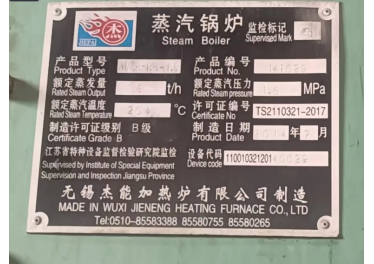 蒸汽锅炉 监检标记
Steam Boiler Supervised Mark
产品型号 产品编号
Product Type Product No.
额定蒸发量 t/h 额定蒸汽压力 MPa
Rated Steam Output Rated Steam pressure
额定蒸汽温度 °C 许可证编号 TS2110321-2017
Rated Steam Temperature Certificate No
制造许可证级别 B 级 制造日期
Certificate Grade B Product Date
江苏省特种设备监督检验研究院监检 设备代码 110010321201
Supervised by Institute of Special Equipment Device code
Supervision and Inspection Jiangsu Province
无锡杰能加热炉有限公司制造
MADE IN WUXI JIENENG HEATING FURNACE CO.,LTD
Tel:0510-85583388 85580755 85580265